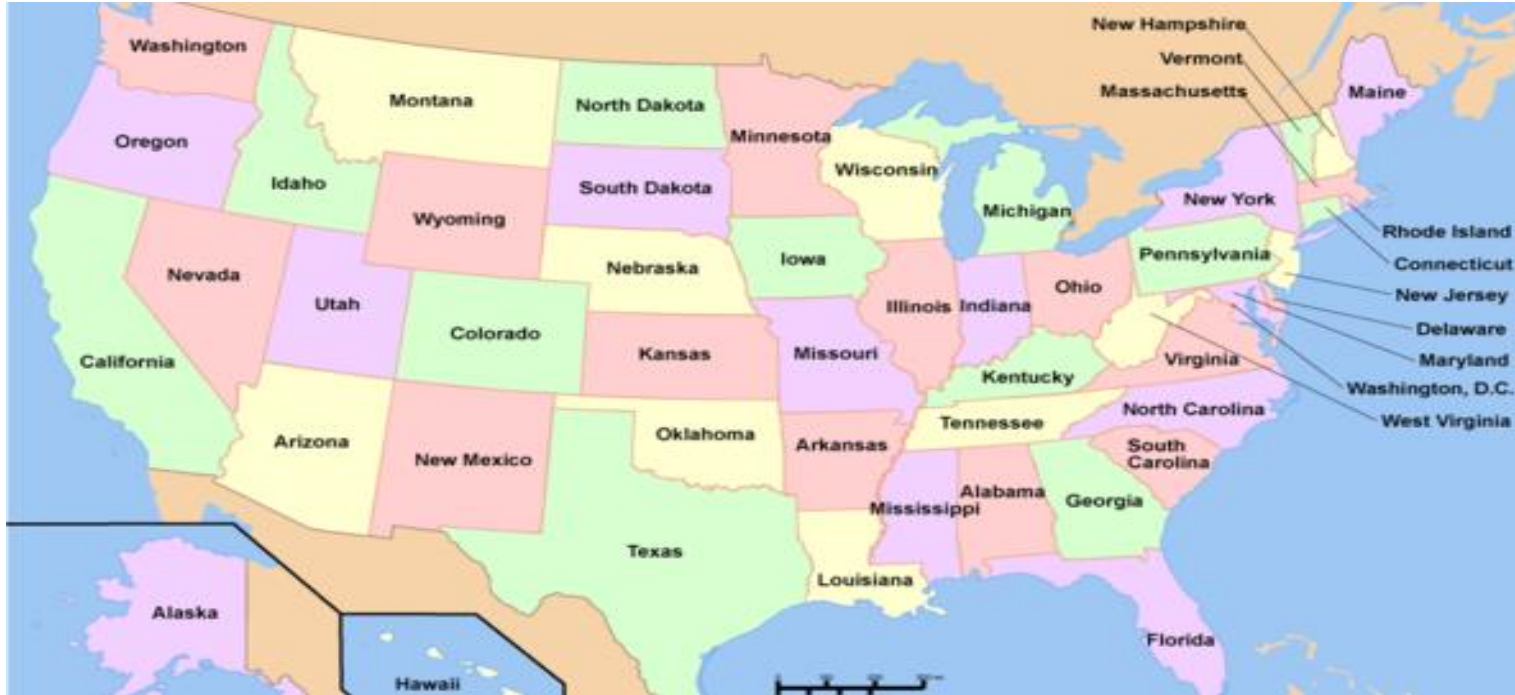 New Hampshire
Washington
Vermont
Massachusetts
Maine
Montana
North Dakota
Minnesota
Oregon
Wisconsin
Idaho
South Dakota
New York
Michigan
Wyoming
Rhode Island
Pennsylvania
Iowa
Connecticut
Nebraska
Nevada
Ohio
New Jersey
Utah
Illinois
Indiana
Colorado
Delaware
Kansas
Missouri
California
Virginia
Maryland
Kentucky
Washington, D.C.
North Carolina
West Virginia
Tennessee
Oklahoma
Arizona
Arkansas
South
Carolina
New Mexico
Alabama
Georgia
Mississippi
Texas
Louisiana
Alaska
Florida
Hawaii